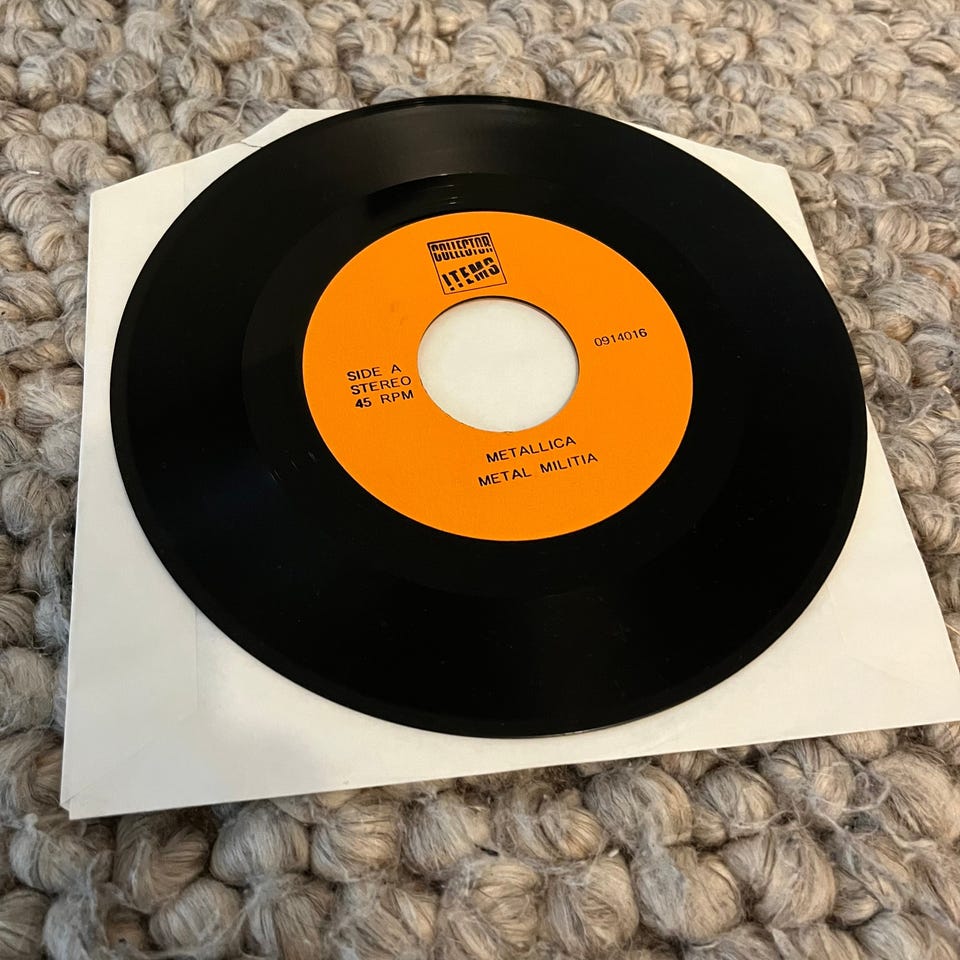 COLLECTOR
ITEMS
0914016
SIDE A
STEREO
45 RPM
METALLICA
METAL MILITIA